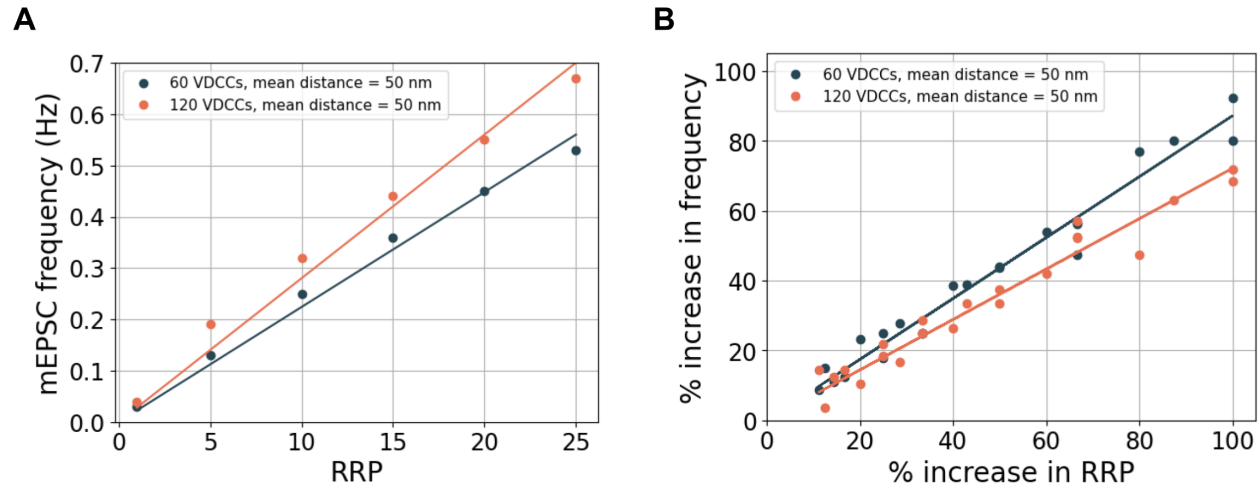 A
B
0.7
0.6
0.5
0.4
0.3
0.2
0.1
0.0
mEPSC frequency (Hz)
60 VDCCs, mean distance = 50 nm
120 VDCCs, mean distance = 50 nm
0 5 10 15 20 25
RRP
100
80
60
40
20
0
% increase in frequency
60 VDCCs, mean distance = 50 nm
120 VDCCs, mean distance = 50 nm
0 20 40 60 80 100
% increase in RRP